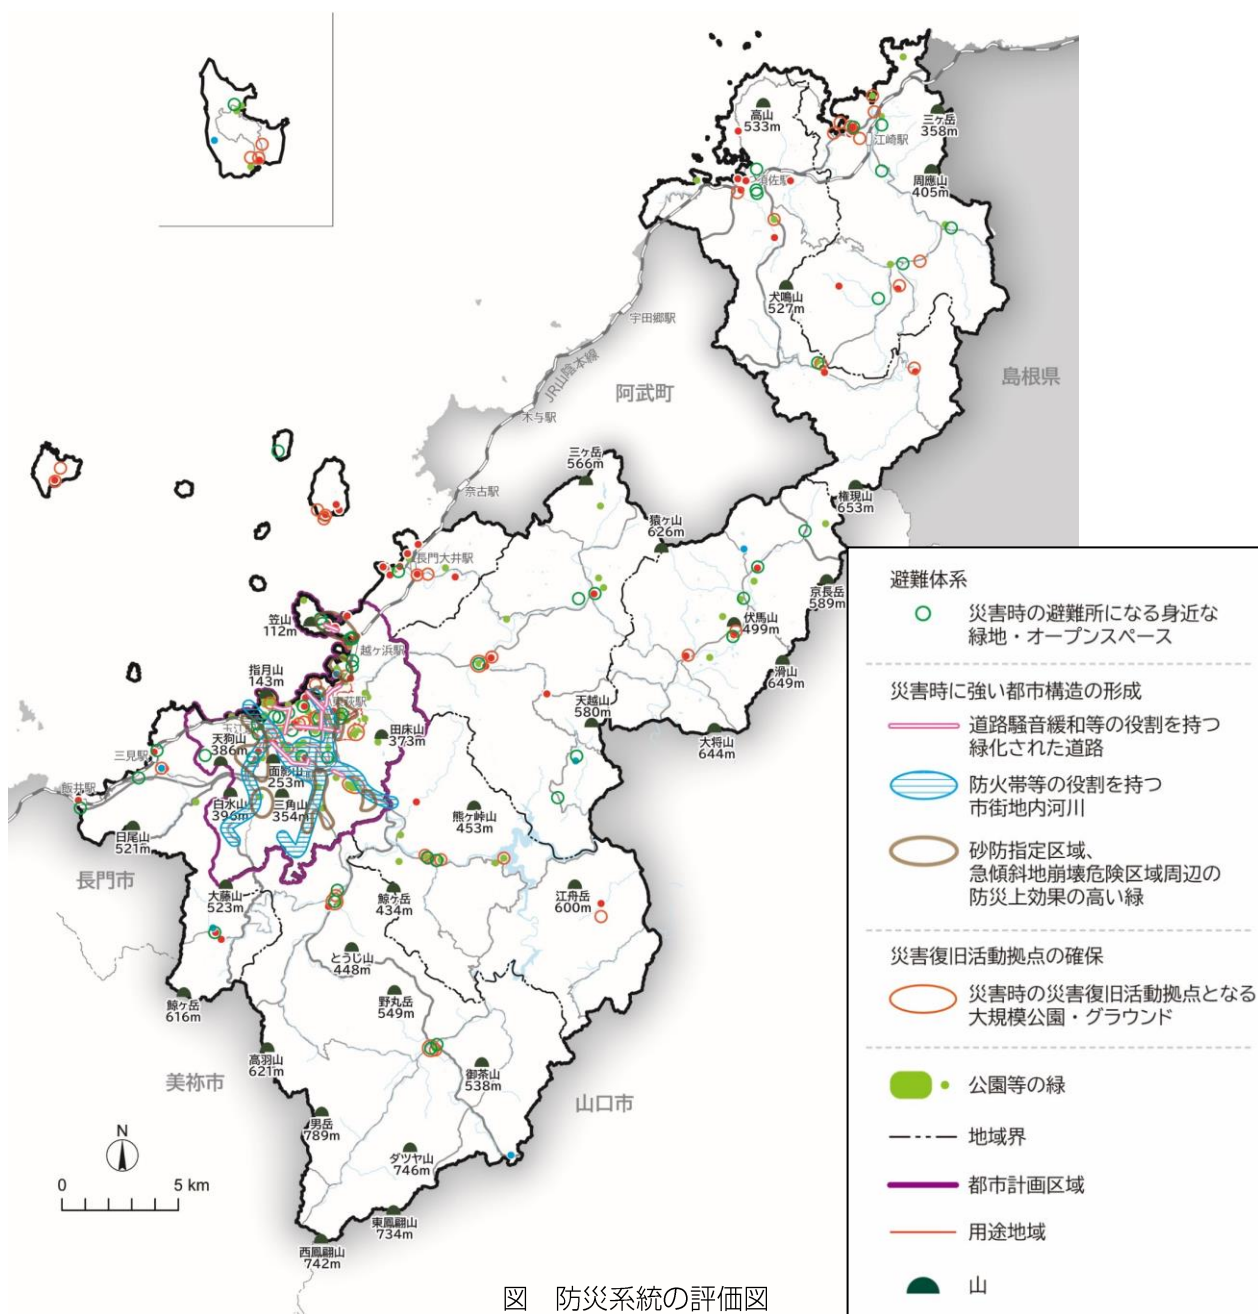 高山
533m
三ヶ岳
358m
江崎駅
須佐駅
周應山
405m
犬鳴山
527m
宇田郷駅
JR山陰本線
島根県
阿武町
木与駅
三ヶ岳
566m
奈古駅
権現山
653m
猿ヶ山
626m
長門大井駅
京長岳
589m
笠山
112m
伏馬山
499m
越ヶ浜駅
滑山
649m
指月山
143m
天越山
580m
田床山
373m
大将山
644m
天狗山
386m
三見駅
面影山
253m
飯井駅
白水山
396m
三角山
354m
熊ヶ峠山
453m
日尾山
521m
長門市
大藤山
523m
鯨ヶ岳
434m
江舟岳
600m
とうじ山
448m
野丸岳
549m
鯨ヶ岳
616m
高羽山
621m
御茶山
538m
美祢市
山口市
男岳
789m
ダツヤ山
746m
N
0 5 km
東鳳翩山
734m
西鳳翩山
742m
避難体系
災害時の避難所になる身近な
緑地・オープンスペース
災害時に強い都市構造の形成
道路騒音緩和等の役割を持つ
緑化された道路
防火帯等の役割を持つ
市街地内河川
砂防指定区域、
急傾斜地崩壊危険区域周辺の
防災上効果の高い緑
災害復旧活動拠点の確保
災害時の災害復旧活動拠点となる
大規模公園・グラウンド
公園等の緑
地域界
都市計画区域
用途地域
山
図 防災系統の評価図